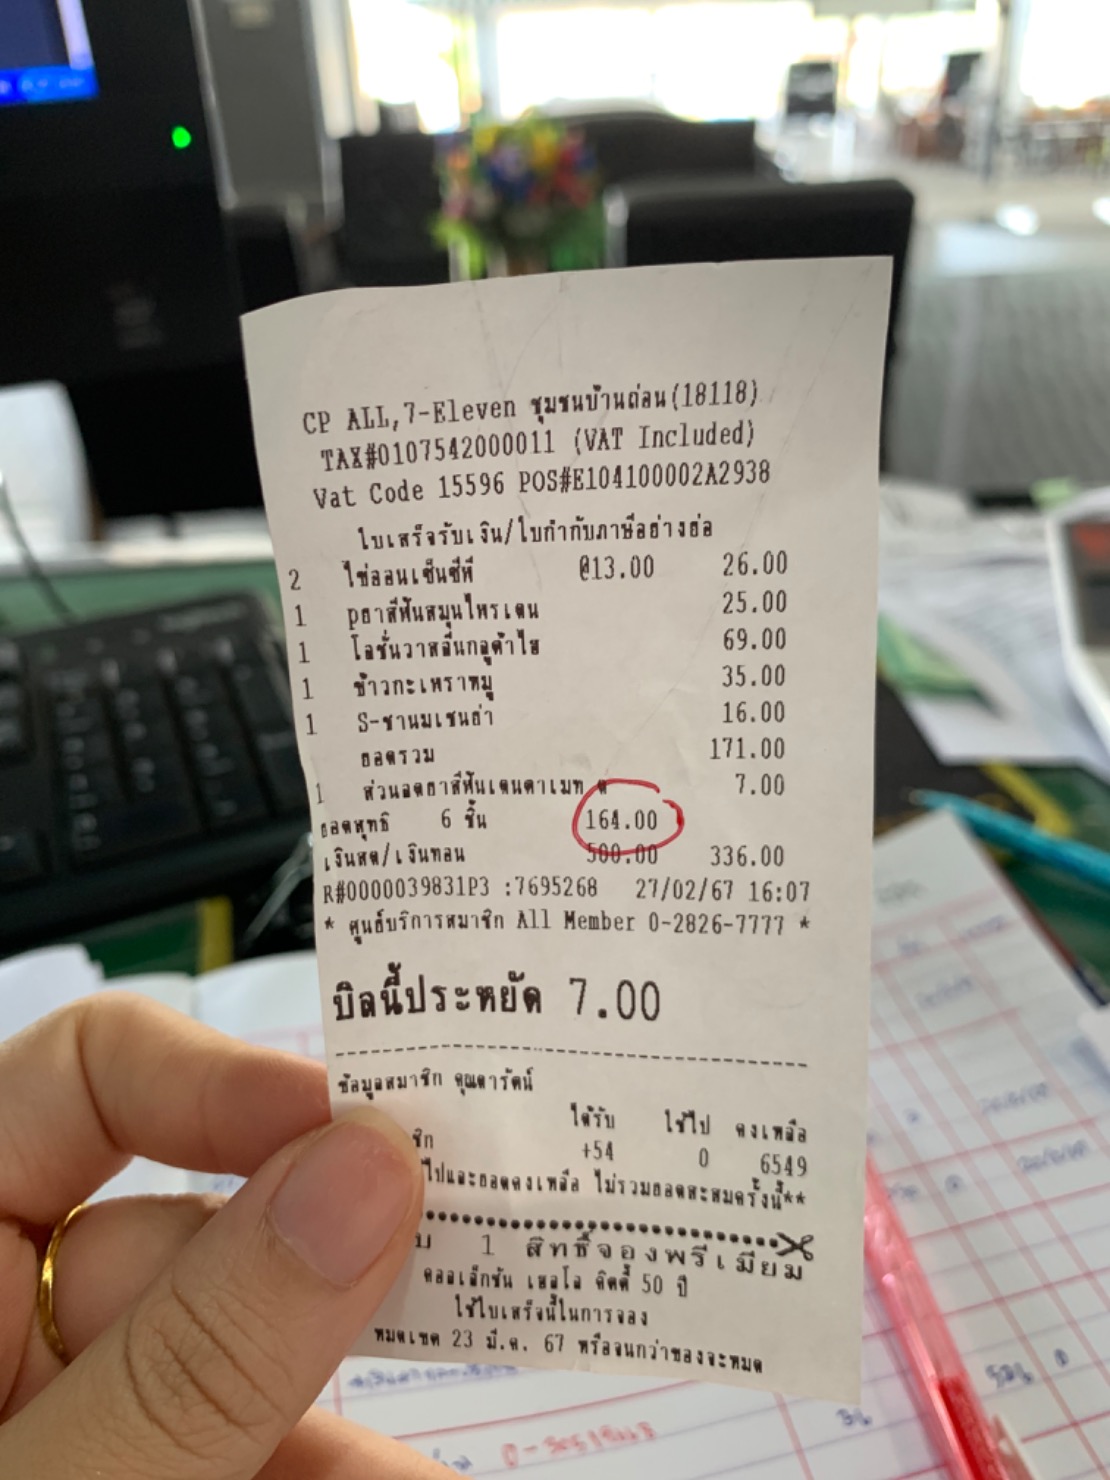 CP ALL,7-Eleven ชุมชนบ้านถ่อน(18118)
TAX#0107542000011 (VAT Included)
Vat Code 15596 POS#E104100002A2938
ใบเสร็จรับเงิน/ใบกำกับภาษีอย่างย่อ
2 ไข่ออนเซ็นซีพี @13.00 26.00
1 pยาสีฟันสมุนไพรเดน 25.00
1 โลชั่นวาสลีนกลูต้าไฮ 69.00
1 ข้าวกะเพราหมู 35.00
1 S-ชานมเซนย่า 16.00
ยอดรวม 171.00
1 ส่วนลดยาสีฟันเดนตาเมท ต 7.00
ยอดสุทธิ 6 ชิ้น 164.00
เงินสด/เงินทอน 500.00 336.00
R#0000039831P3 :7695268 27/02/67 16:07
* ศูนย์บริการสมาชิก All Member 0-2826-7777 *
บิลนี้ประหยัด 7.00
ข้อมูลสมาชิก คุณดารัตน์
ได้รับ ใช้ไป คงเหลือ
ชิก +54 0 6549
ไปและยอดคงเหลือ ไม่รวมยอดสะสมครั้งนี้**
บ 1 สิทธิ์จองพรีเมียม
คอลเล็กชัน เฮลโล คิตตี้ 50 ปี
ใช้ใบเสร็จนี้ในการจอง
หมดเขต 23 มี.ค. 67 หรือจนกว่าของจะหมด